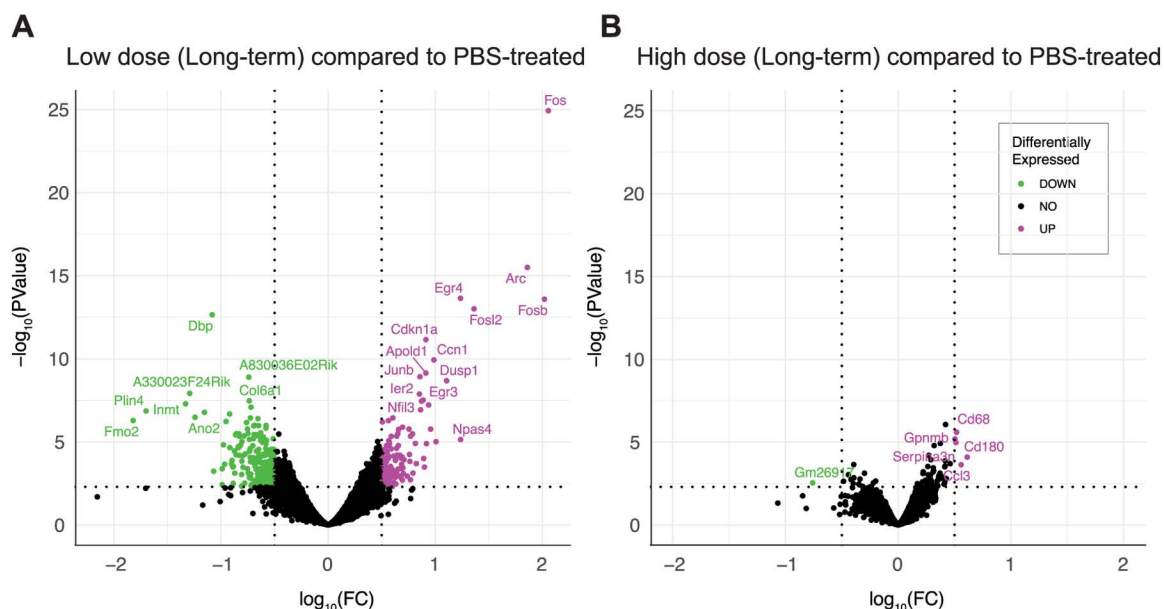 A
Low dose (Long-term) compared to PBS-treated
25
20
15
10
5
0
−log10(PValue)
Fos
Arc
Egr4
Fosb
Fosl2
Dbp
Cdkn1a
Apold1
Ccn1
A830036E02Rik
Junb
Dusp1
A330023F24Rik
Col6a1
Ier2
Egr3
Plin4
Inmt
Nfil3
Fmo2
Ano2
Npas4
−2
−1
0
1
2
log10(FC)
B
High dose (Long-term) compared to PBS-treated
25
20
15
10
5
0
−log10(PValue)
Differentially
Expressed
DOWN
NO
UP
Cd68
Gpnmb
Cd180
Serpina3n
Gm26917
Ccl3
−2
−1
0
1
2
log10(FC)